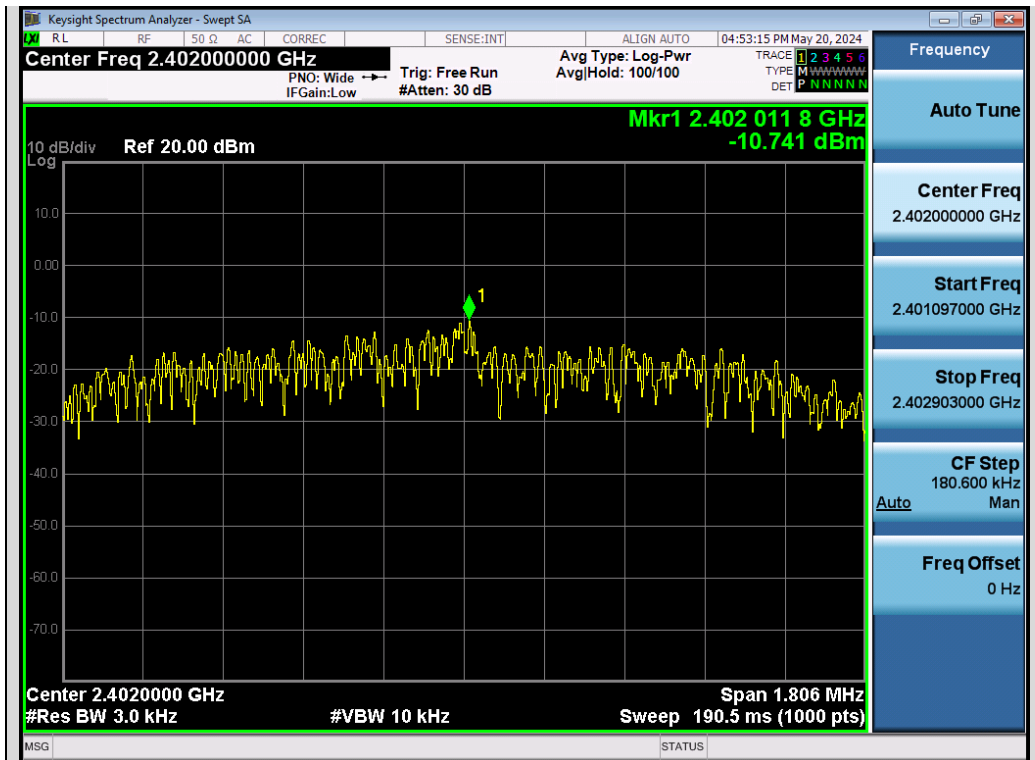 Keysight Spectrum Analyzer - Swept SA
LXI RL RF 50 Ω AC CORREC SENSE:INT ALIGN AUTO 04:53:15 PM May 20, 2024
Center Freq 2.402000000 GHz
PNO: Wide
IFGain:Low
Trig: Free Run
#Atten: 30 dB
Avg Type: Log-Pwr
Avg|Hold: 100/100
TRACE 1 2 3 4 5 6
TYPE M WWWWW
DET P N N N N N
Mkr1 2.402 011 8 GHz
-10.741 dBm
10 dB/div Ref 20.00 dBm
Log
10.0
0.00
-10.0
-20.0
-30.0
-40.0
-50.0
-60.0
-70.0
1
Center 2.4020000 GHz Span 1.806 MHz
#Res BW 3.0 kHz #VBW 10 kHz Sweep 190.5 ms (1000 pts)
MSG STATUS
Frequency
Auto Tune
Center Freq
2.402000000 GHz
Start Freq
2.401097000 GHz
Stop Freq
2.402903000 GHz
CF Step
180.600 kHz
Auto Man
Freq Offset
0 Hz